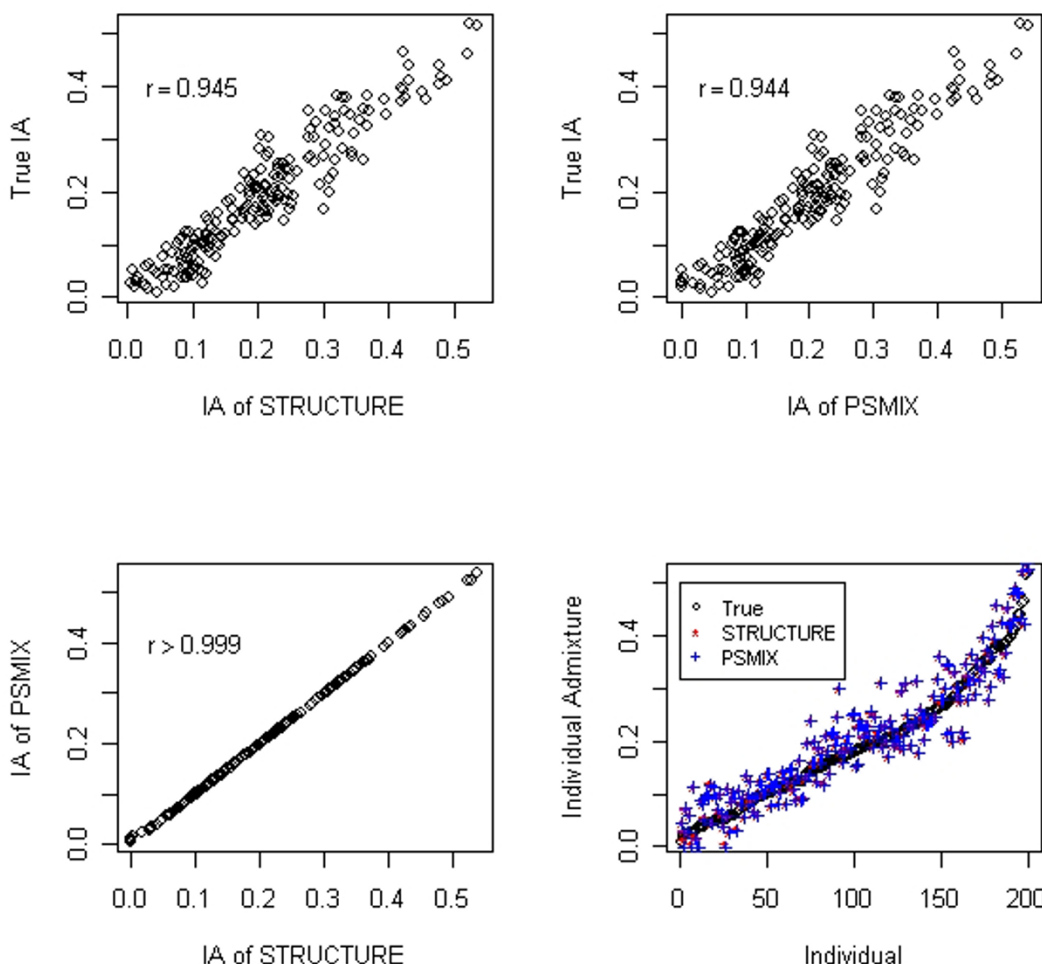 True IA
0.4
0.2
0.0
r = 0.945
0.0 0.1 0.2 0.3 0.4 0.5
IA of STRUCTURE
True IA
0.4
0.2
0.0
r = 0.944
0.0 0.1 0.2 0.3 0.4 0.5
IA of PSMIX
IA of PSMIX
0.4
0.2
0.0
r > 0.999
0.0 0.1 0.2 0.3 0.4 0.5
IA of STRUCTURE
Individual Admixture
0.4
0.2
0.0
True
STRUCTURE
PSMIX
0 50 100 150 200
Individual